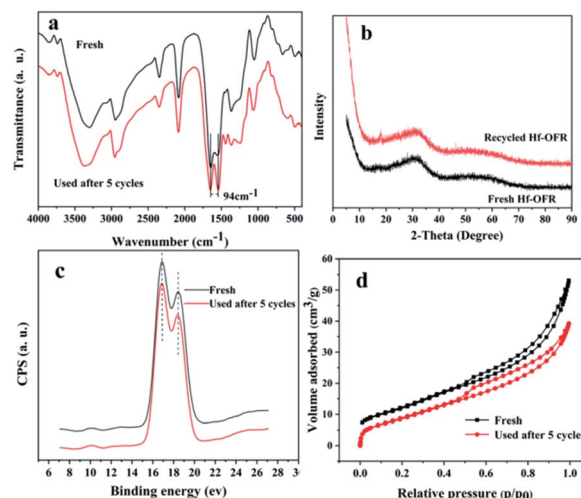 a
Fresh
Used after 5 cycles
94cm⁻¹
Transmittance (a. u.)
4000 3500 3000 2500 2000 1500 1000 500
Wavenumber (cm⁻¹)
b
Recycled Hf-OFR
Fresh Hf-OFR
Intensity
10 20 30 40 50 60 70 80 90
2-Theta (Degree)
c
Fresh
Used after 5 cycles
CPS (a. u.)
6 8 10 12 14 16 18 20 22 24 26 28 3
Binding energy (ev)
d
60
50
40
30
20
10
0
Fresh
Used after 5 cycles
Volume adsorbed (cm³/g)
0.0 0.2 0.4 0.6 0.8 1.0
Relative pressure (p/p0)